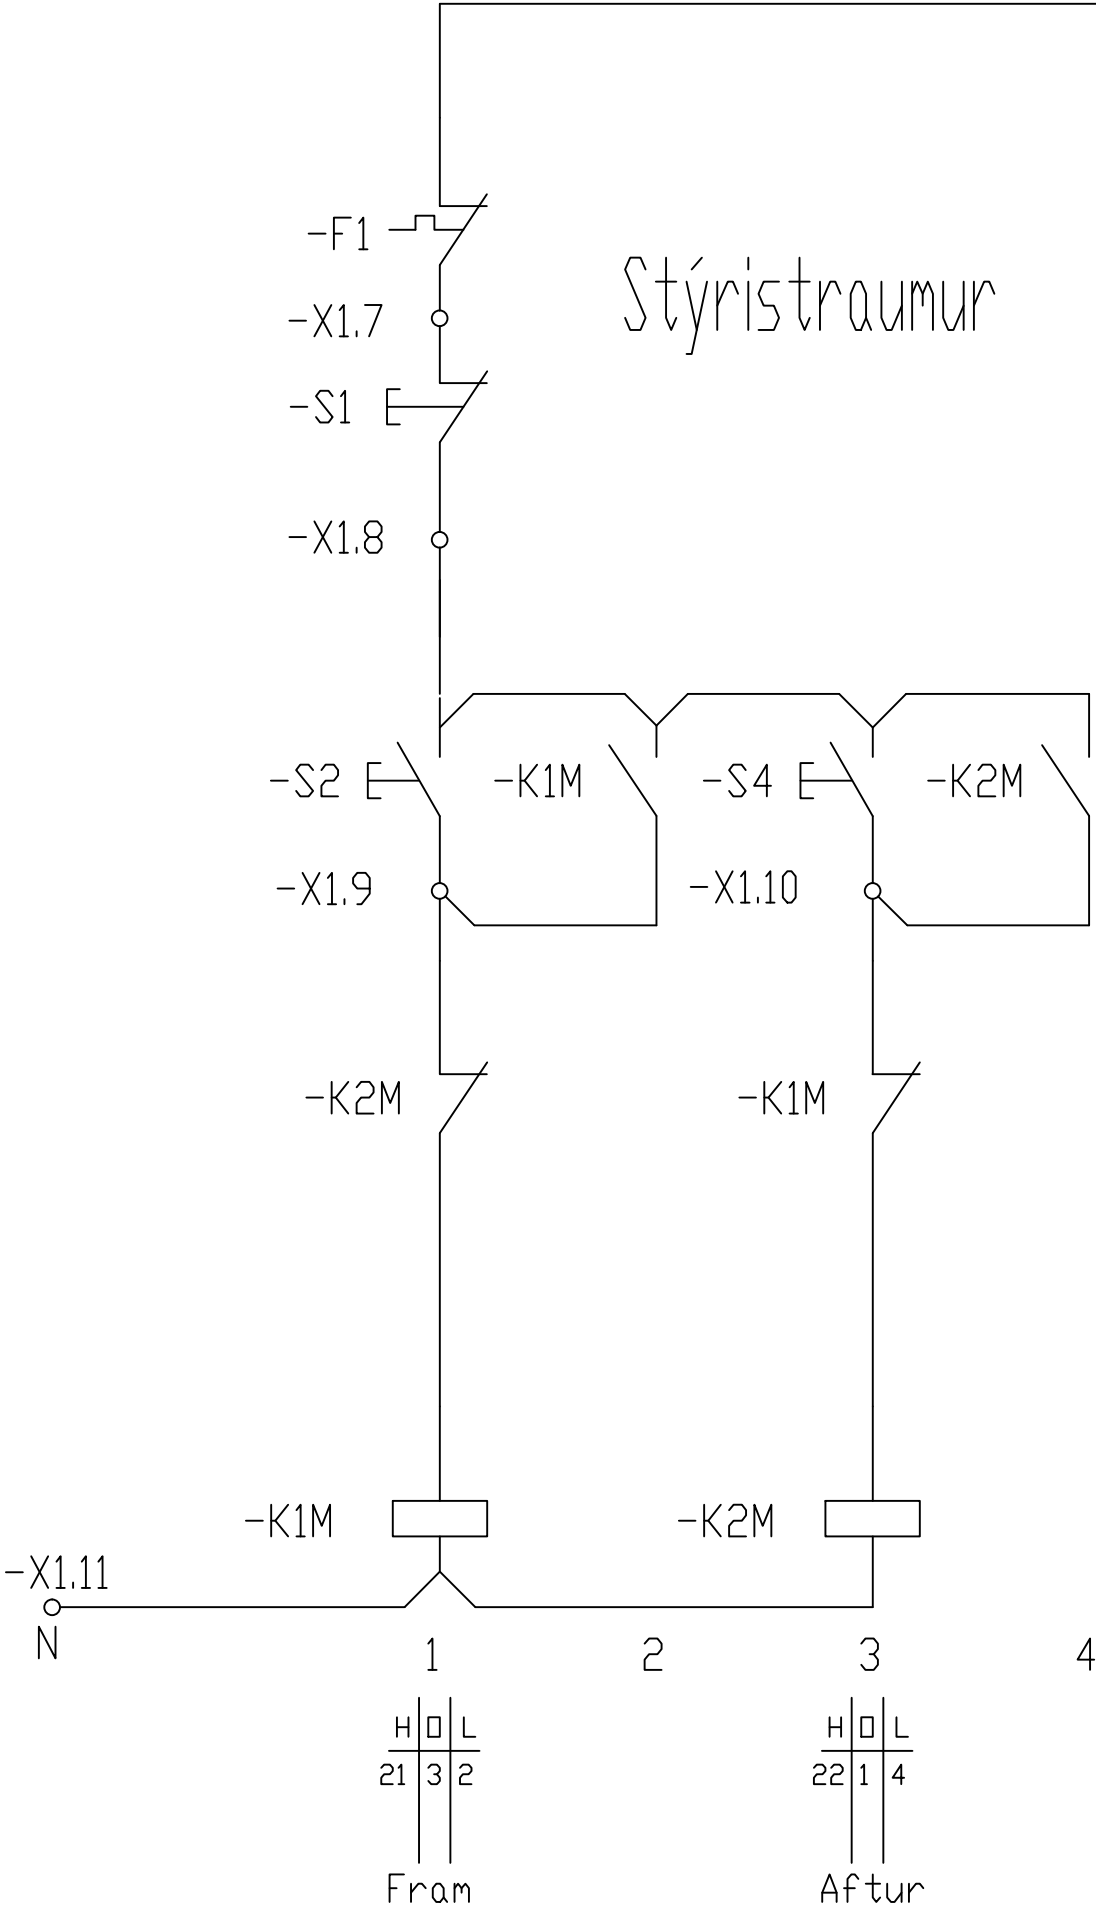 -F1
Stýristraumur
-X1.7
-S1
-X1.8
-S2 -K1M -S4 -K2M
-X1.9 -X1.10
-K2M -K1M
-K1M -K2M
-X1.11
N
1 2 3 4
H O L H O L
21 3 2 22 1 4
Fram Aftur